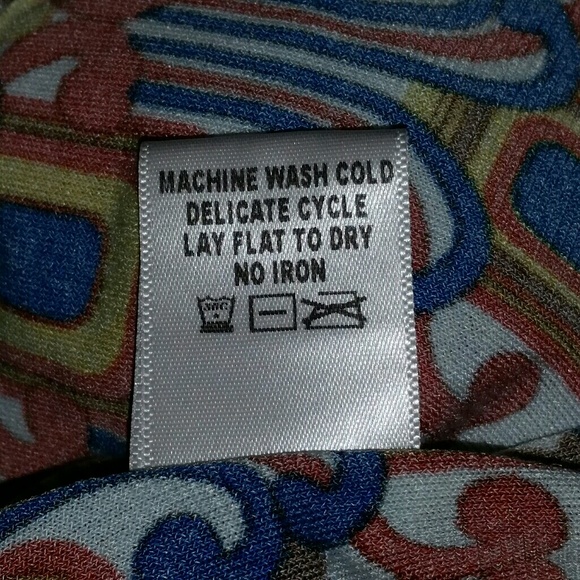 MACHINE WASH COLD
DELICATE CYCLE
LAY FLAT TO DRY
NO IRON